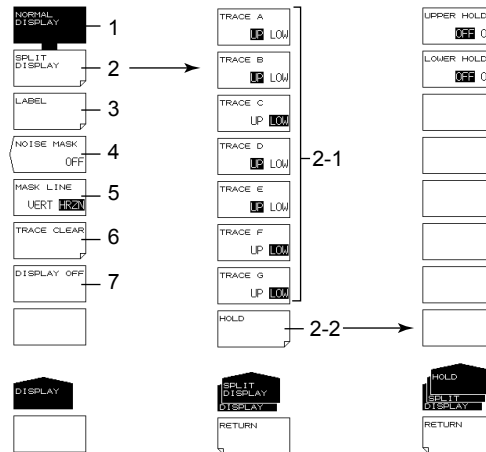 NORMAL
DISPLAY
1
SPLIT
DISPLAY
2
LABEL
3
NOISE MASK
OFF
4
MASK LINE
VERT HRZN
5
TRACE CLEAR
6
DISPLAY OFF
7
DISPLAY
TRACE A
UP LOW
TRACE B
UP LOW
TRACE C
UP LOW
TRACE D
UP LOW
TRACE E
UP LOW
TRACE F
UP LOW
TRACE G
UP LOW
2-1
HOLD
2-2
SPLIT
DISPLAY
DISPLAY
RETURN
UPPER HOLD
OFF
LOWER HOLD
OFF
HOLD
SPLIT
DISPLAY
RETURN